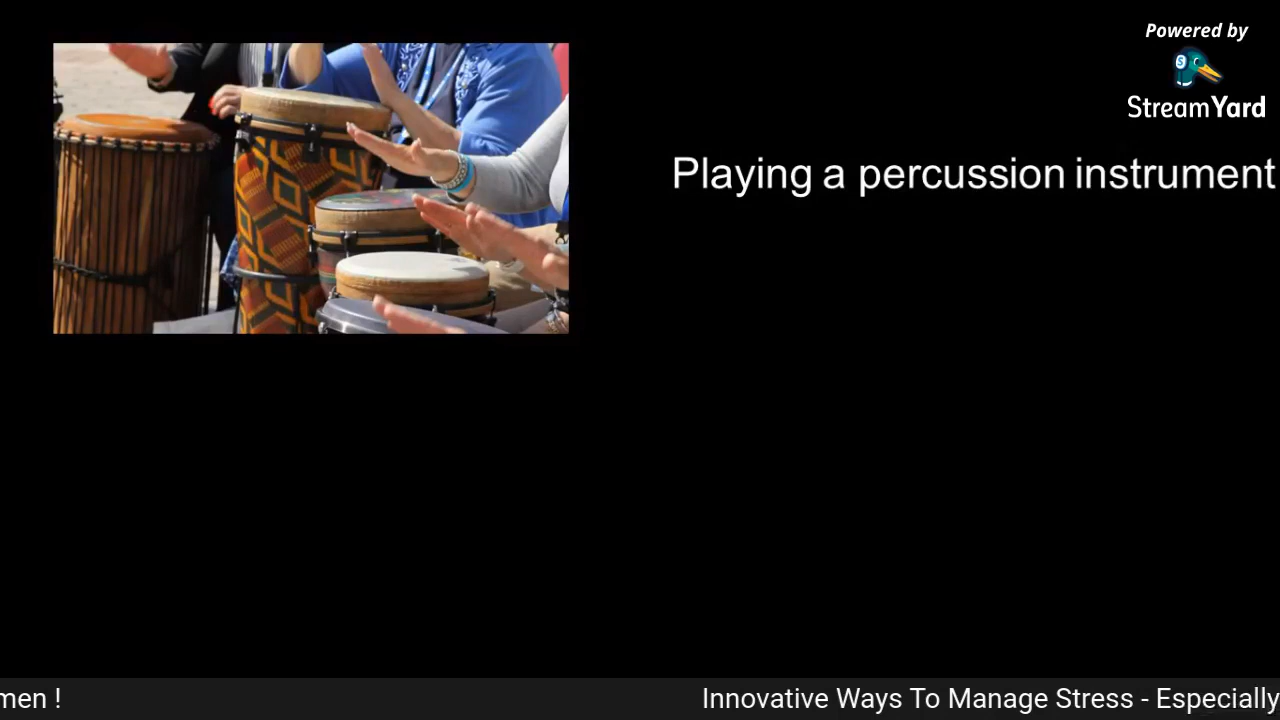 Powered by
StreamYard
Playing a percussion instrument
men !
Innovative Ways To Manage Stress - Especially